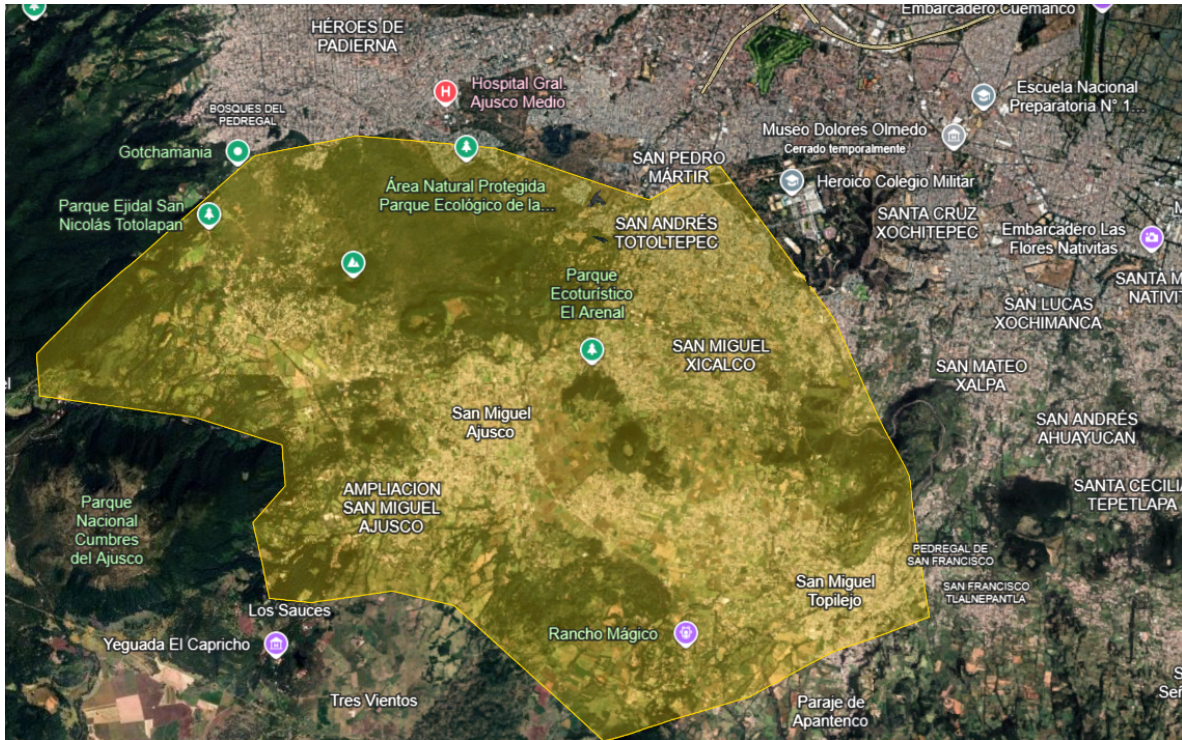 Embarcadero Cuemanco
HÉROES DE
PADIERNA
Hospital Gral.
Ajusco Medio
Escuela Nacional
Preparatoria N° 1...
BOSQUES DEL
PEDREGAL
Museo Dolores Olmedo
Cerrado temporalmente
Gotchamania
SAN PEDRO
MÁRTIR
Heroico Colegio Militar
Área Natural Protegida
Parque Ecológico de la...
Parque Ejidal San
Nicolás Totolapan
SAN ANDRÉS
TOTOLTEPEC
SANTA CRUZ
XOCHITEPEC
Embarcadero Las
Flores Nativitas
Parque
Ecoturístico
El Arenal
SANTA M
NATIVIT
SAN LUCAS
XOCHIMANCA
SAN MIGUEL
XICALCO
SAN MATEO
XALPA
San Miguel
Ajusco
SAN ANDRÉS
AHUAYUCAN
AMPLIACION
SAN MIGUEL
AJUSCO
SANTA CECILIA
TEPETLAPA
Parque
Nacional
Cumbres
del Ajusco
PEDREGAL DE
SAN FRANCISCO
San Miguel
Topilejo
SAN FRANCISCO
TLALNEPANTLA
Los Sauces
Rancho Mágico
Yeguada El Capricho
Tres Vientos
Paraje de
Apantenco